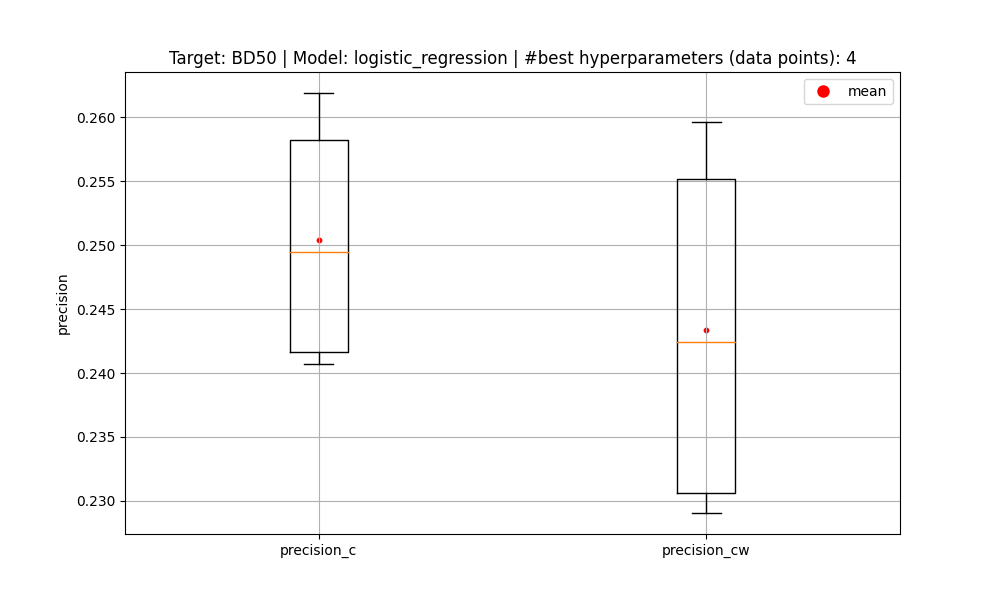 Target: BD50 | Model: logistic_regression | #best hyperparameters (data points): 4
mean
0.260
0.255
0.250
0.245
0.240
0.235
0.230
precision
precision_c
precision_cw